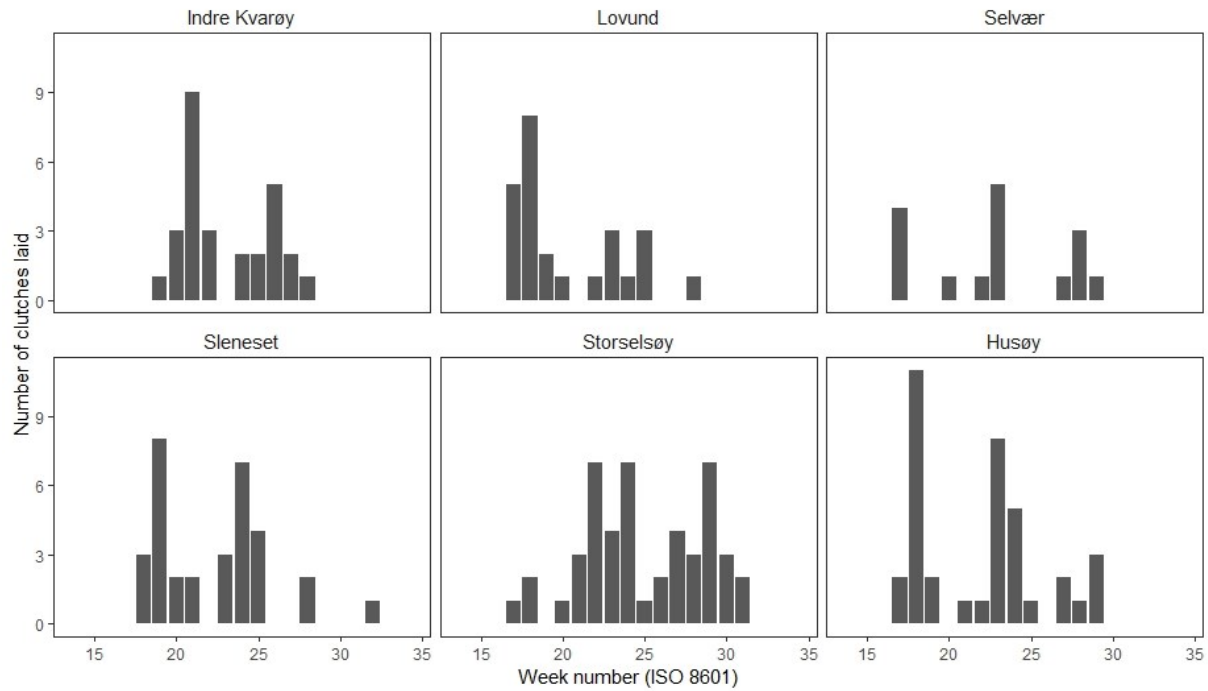 Indre Kvarøy
Lovund
Selvær
9
6
3
0
Number of clutches laid
Sleneset
Storselsøy
Husøy
9
6
3
0
15 20 25 30 35
15 20 25 30 35
15 20 25 30 35
Week number (ISO 8601)